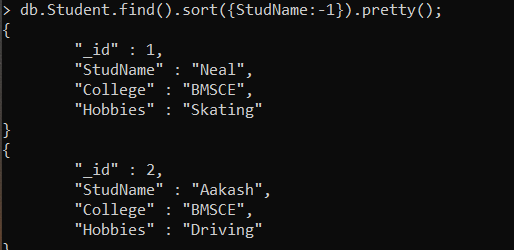 > db.Student.find().sort({StudName:-1}).pretty();
{
        "_id" : 1,
        "StudName" : "Neal",
        "College" : "BMSCE",
        "Hobbies" : "Skating"
}
{
        "_id" : 2,
        "StudName" : "Aakash",
        "College" : "BMSCE",
        "Hobbies" : "Driving"
}